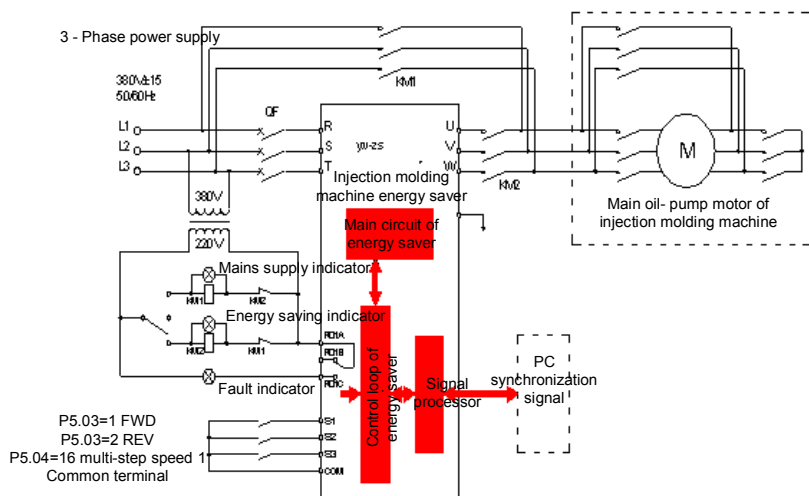 3 - Phase power supply
380V±15
50/60Hz
KM1
QF
L1
L2
L3
R
S
T
yw-zs
U
V
W
KM2
M
Main oil- pump motor of
injection molding machine
Injection molding
machine energy saver
Main circuit of
energy saver
380V
220V
Mains supply indicator
KM1
KM2
Energy saving indicator
KM2
KM1
RO1A
RO1B
RO1C
Fault indicator
Control loop of
energy saver
Signal
processor
PC
synchronization
signal
P5.03=1 FWD
P5.03=2 REV
P5.04=16 multi-step speed 1
Common terminal
S1
S2
S3
COM